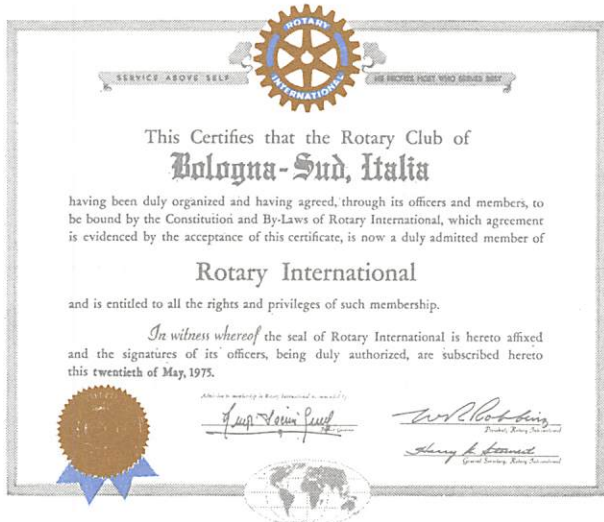 ROTARY
INTERNATIONAL
SERVICE ABOVE SELF
HE PROFITS MOST WHO SERVES BEST
This Certifies that the Rotary Club of
Bologna-Sud, Italia
having been duly organized and having agreed, through its officers and members, to
be bound by the Constitution and By-Laws of Rotary International, which agreement
is evidenced by the acceptance of this certificate, is now a duly admitted member of
Rotary International
and is entitled to all the rights and privileges of such membership.
In witness whereof the seal of Rotary International is hereto affixed
and the signatures of its officers, being duly authorized, are subscribed hereto
this twentieth of May, 1975.
W R Robbins
President, Rotary International
Harry A Stewart
General Secretary, Rotary International